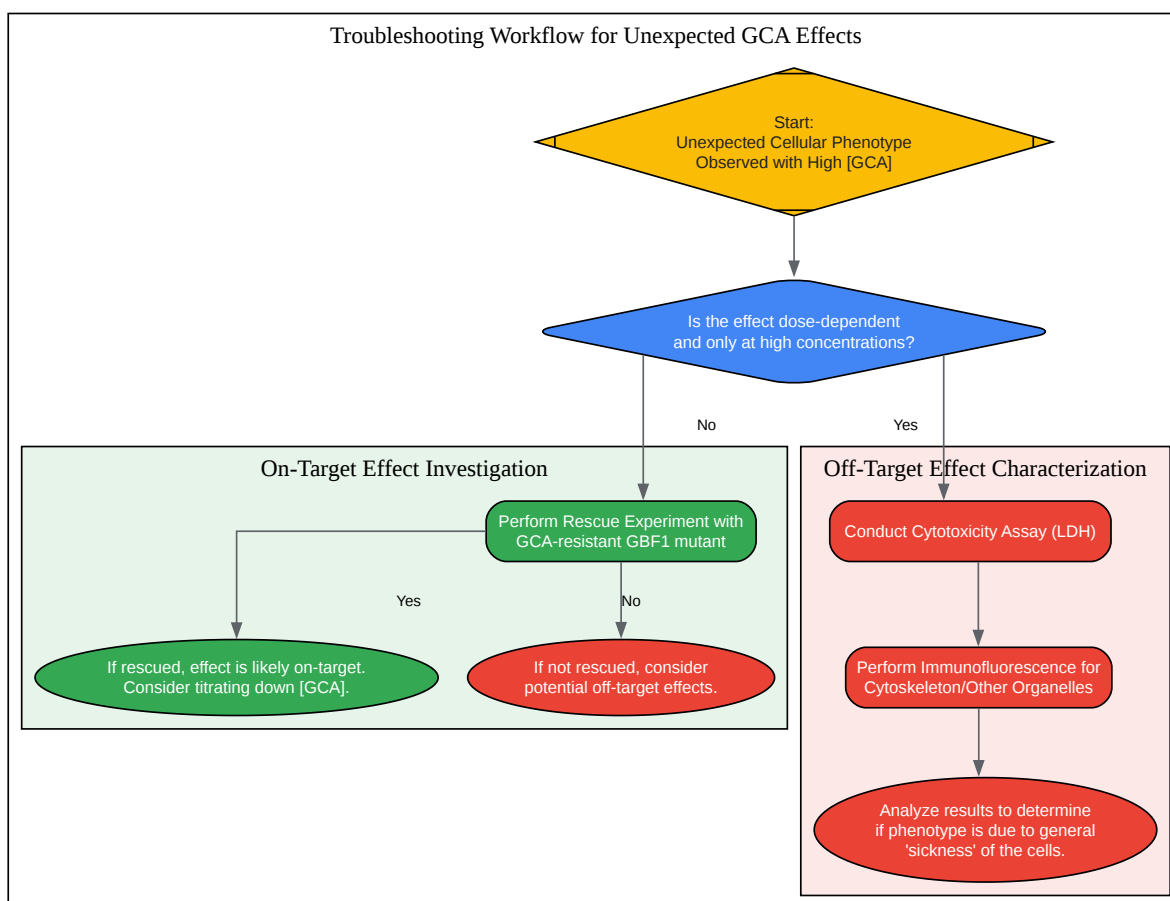 Troubleshooting Workflow for Unexpected GCA Effects
Start:
Unexpected Cellular Phenotype
Observed with High [GCA]
Is the effect dose-dependent
and only at high concentrations?
No
Yes
On-Target Effect Investigation
Perform Rescue Experiment with
GCA-resistant GBF1 mutant
Yes
No
If rescued, effect is likely on-target.
Consider titrating down [GCA].
If not rescued, consider
potential off-target effects.
Off-Target Effect Characterization
Conduct Cytotoxicity Assay (LDH)
Perform Immunofluorescence for
Cytoskeleton/Other Organelles
Analyze results to determine
if phenotype is due to general
'sickness' of the cells.